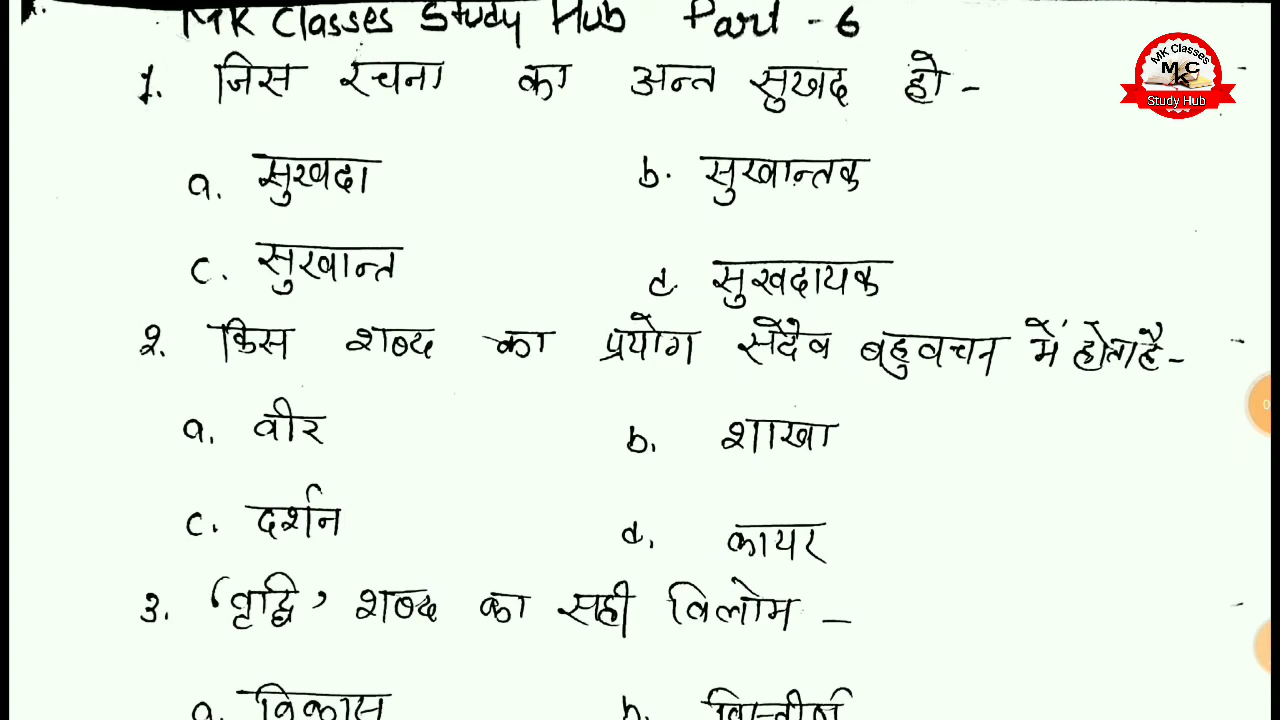 MK Classes Study Hub Part - 6
MK Classes
MKC
Study Hub
1. जिस रचना का अन्त सुखद हो -
a. सुखदा b. सुखान्तक
c. सुखान्त d. सुखदायक
2. किस शब्द का प्रयोग सदैव बहुवचन में होता है -
a. वीर b. शाखा
c. दर्शन d. कायर
3. 'वृद्धि' शब्द का सही विलोम -
a. विकास b. विस्तीर्ण